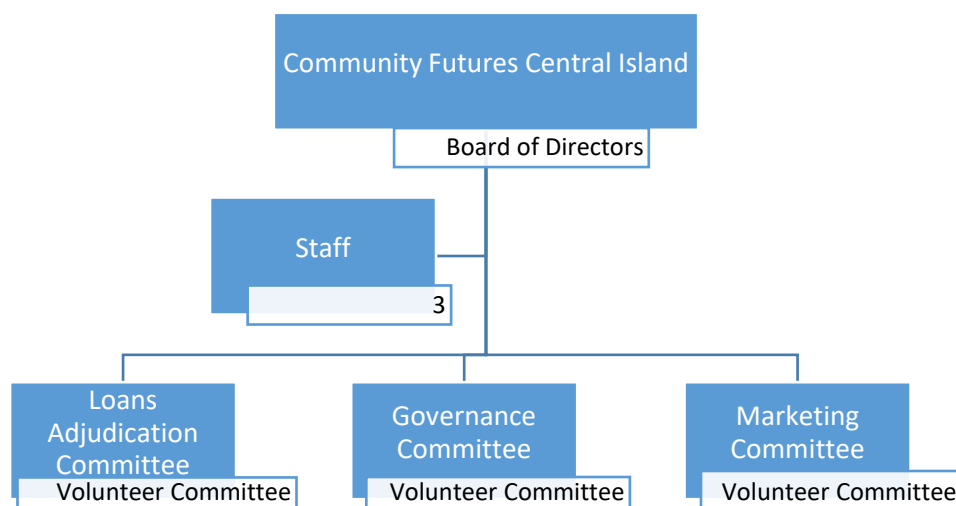 Community Futures Central Island
Board of Directors
Staff
3
Loans
Adjudication
Committee
Volunteer Committee
Governance
Committee
Volunteer Committee
Marketing
Committee
Volunteer Committee